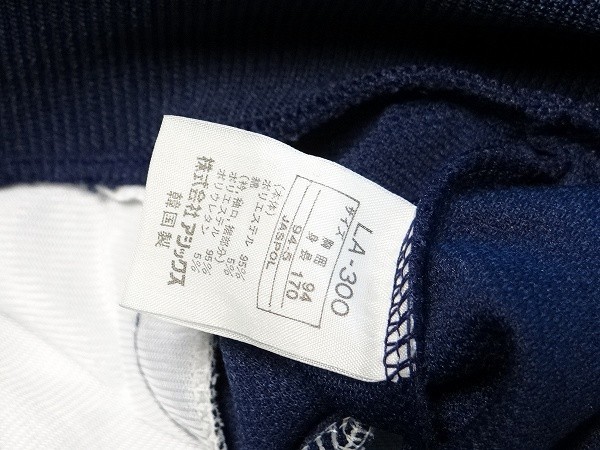 LA-300
サイズ
胸囲 94
身長 170
94-5
JASPOL
(本体)
ポリエステル 95%
綿 5%
(衿、袖口、裾部分)
ポリエステル 95%
ポリウレタン 5%
株式会社 アシックス
韓国製